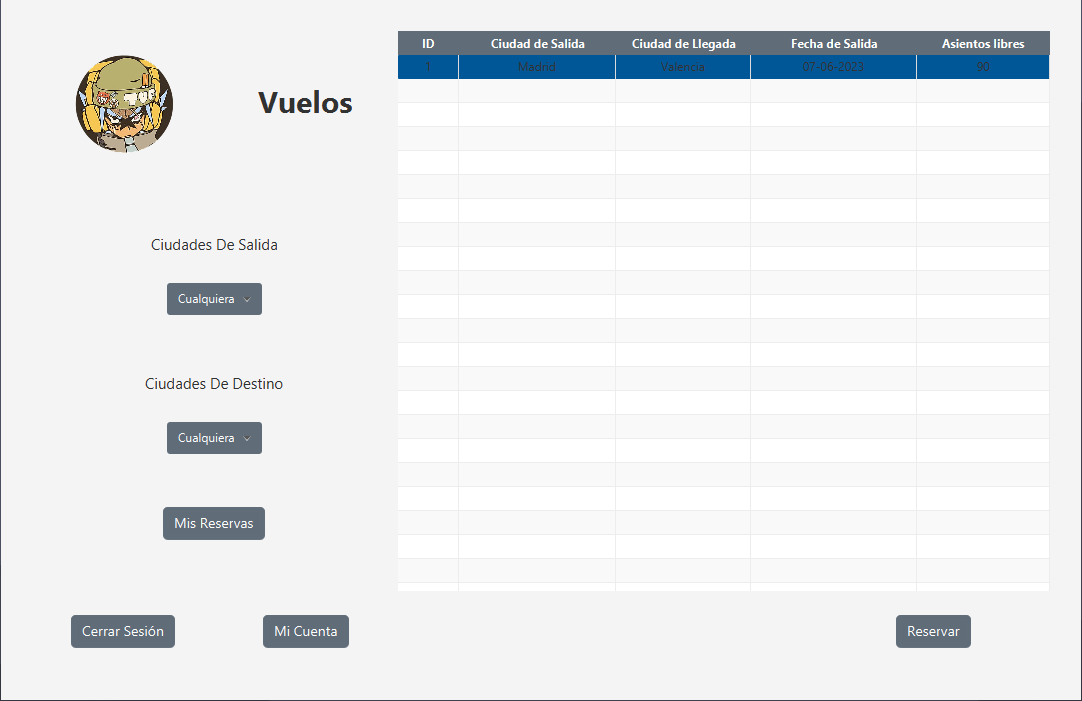 Vuelos
Ciudades De Salida
Cualquiera
Ciudades De Destino
Cualquiera
Mis Reservas
Cerrar Sesión
Mi Cuenta
ID Ciudad de Salida Ciudad de Llegada Fecha de Salida Asientos libres
1 Madrid Valencia 07-06-2023 90
Reservar